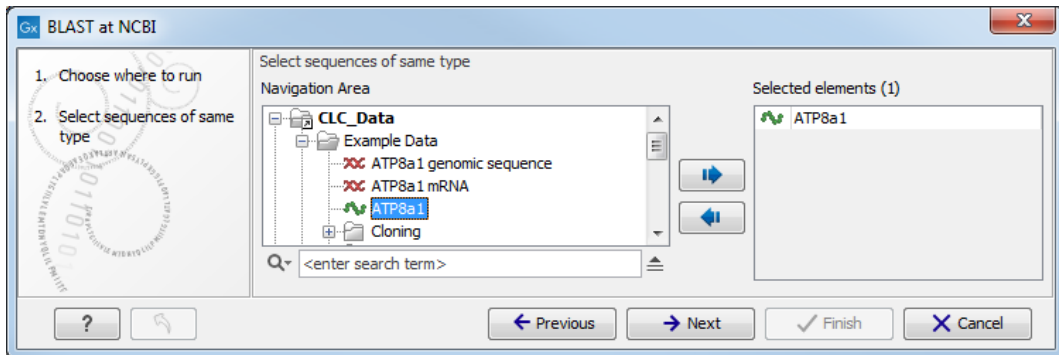 Gx BLAST at NCBI
1. Choose where to run
2. Select sequences of same
type
Select sequences of same type
Navigation Area
CLC_Data
Example Data
ATP8a1 genomic sequence
ATP8a1 mRNA
ATP8a1
Cloning
<enter search term>
Selected elements (1)
ATP8a1
?
Previous
Next
Finish
Cancel